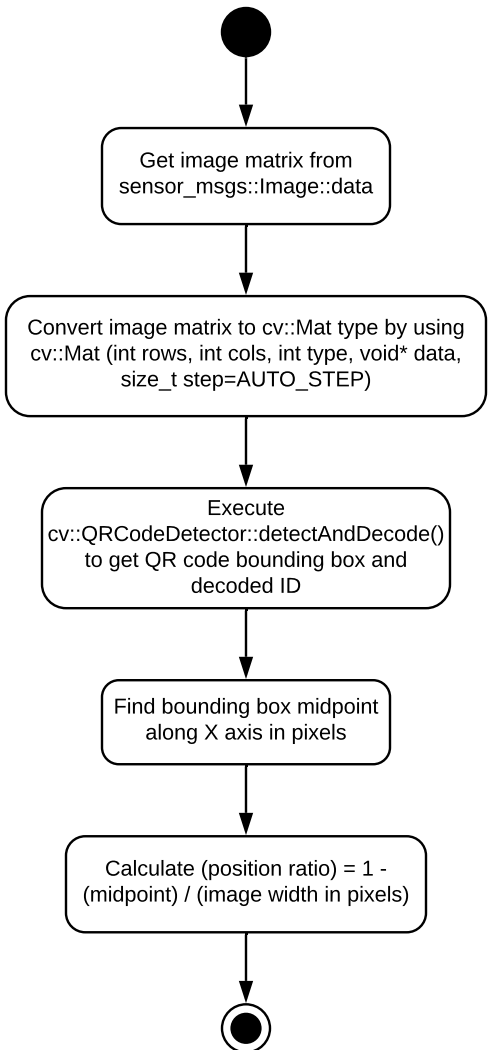 Get image matrix from
sensor_msgs::Image::data
Convert image matrix to cv::Mat type by using
cv::Mat (int rows, int cols, int type, void* data,
size_t step=AUTO_STEP)
Execute
cv::QRCodeDetector::detectAndDecode()
to get QR code bounding box and
decoded ID
Find bounding box midpoint
along X axis in pixels
Calculate (position ratio) = 1 -
(midpoint) / (image width in pixels)